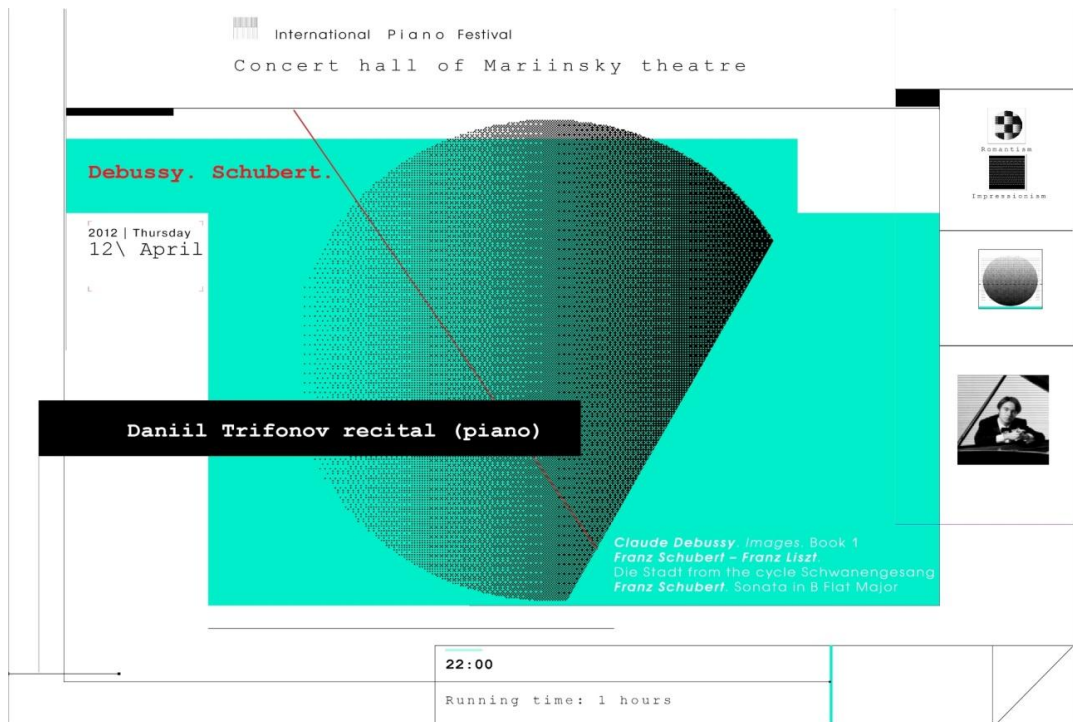 International Piano Festival
Concert hall of Mariinsky theatre
Romantism
Impressionism
Debussy. Schubert.
2012 | Thursday
12\ April
Daniil Trifonov recital (piano)
Claude Debussy. Images. Book 1
Franz Schubert – Franz Liszt.
Die Stadt from the cycle Schwanengesang
Franz Schubert. Sonata in B Flat Major
22:00
Running time: 1 hours